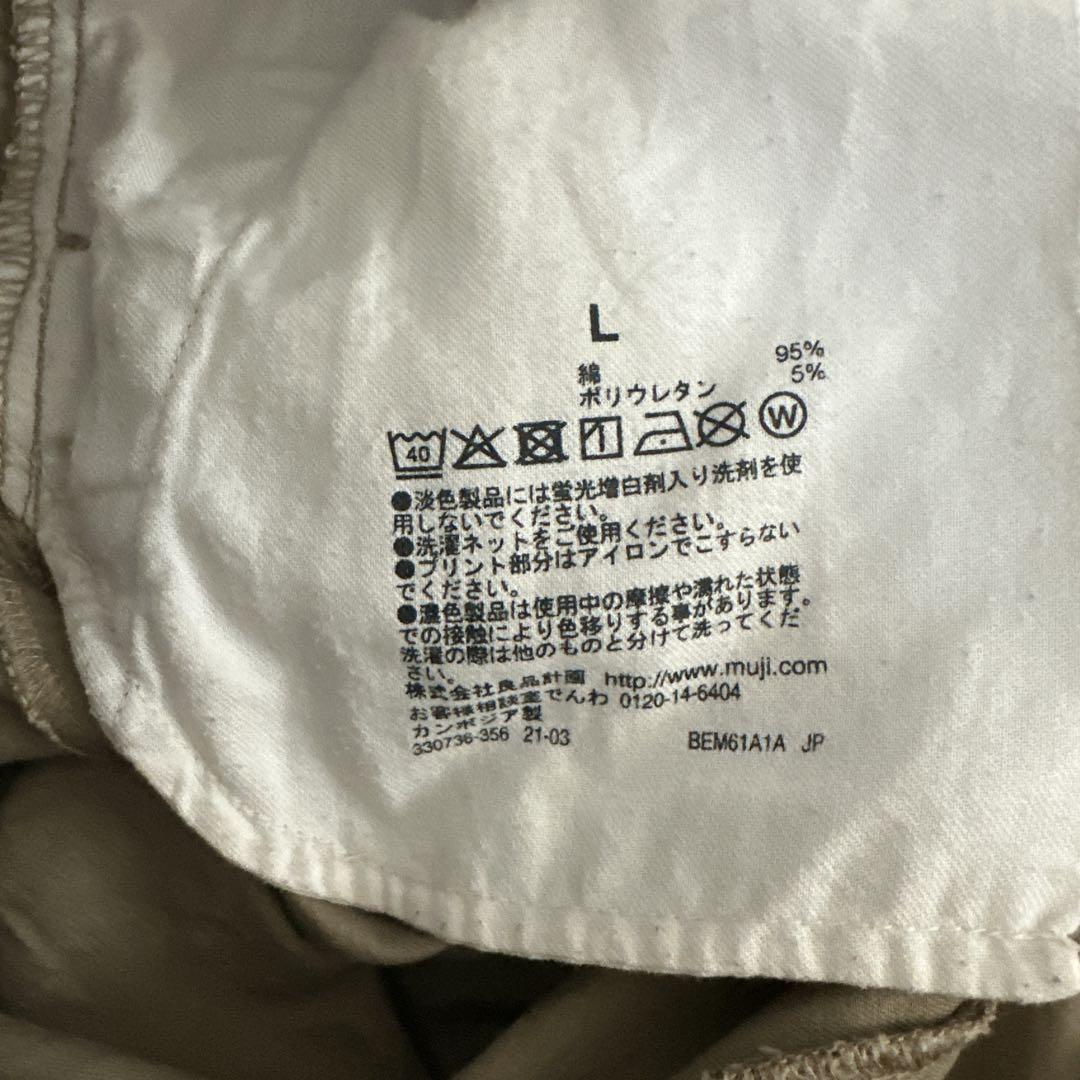 L
綿 95%
ポリウレタン 5%
40 W
●淡色製品には蛍光増白剤入り洗剤を使
用しないでください。
●洗濯ネットをご使用ください。
●プリント部分はアイロンでこすらない
でください。
●濃色製品は使用中の摩擦や濡れた状態
での接触により色移りする事があります。
洗濯の際は他のものと分けて洗ってくだ
さい。
株式会社良品計画 http://www.muji.com
お客様相談室でんわ 0120-14-6404
カンボジア製
330736-356 21-03 BEM61A1A JP